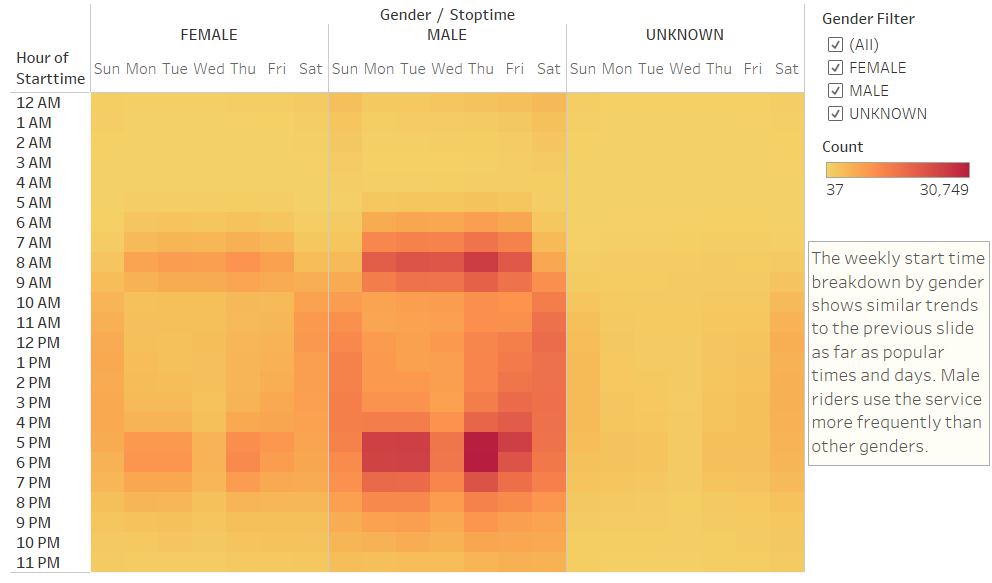 Gender / Stoptime
FEMALE MALE UNKNOWN
Hour of
Starttime
Sun Mon Tue Wed Thu Fri Sat Sun Mon Tue Wed Thu Fri Sat Sun Mon Tue Wed Thu Fri Sat
12 AM
1 AM
2 AM
3 AM
4 AM
5 AM
6 AM
7 AM
8 AM
9 AM
10 AM
11 AM
12 PM
1 PM
2 PM
3 PM
4 PM
5 PM
6 PM
7 PM
8 PM
9 PM
10 PM
11 PM
Gender Filter
(All)
FEMALE
MALE
UNKNOWN
Count
37 30,749
The weekly start time
breakdown by gender
shows similar trends
to the previous slide
as far as popular
times and days. Male
riders use the service
more frequently than
other genders.